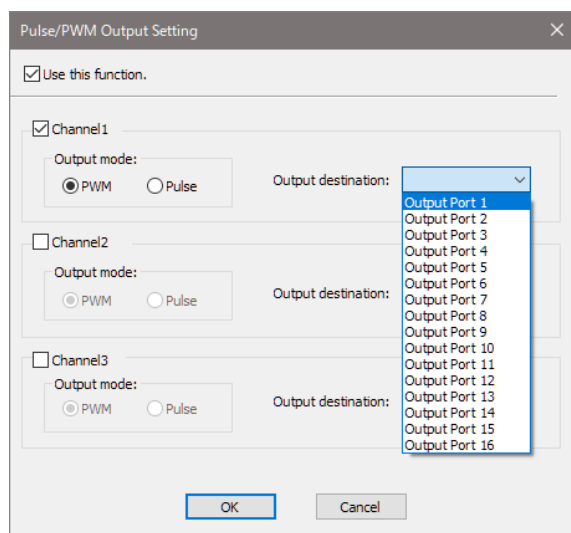 Pulse/PWM Output Setting
Use this function.
Channel1
Output mode:
PWM Pulse
Output destination:
Output Port 1
Output Port 2
Output Port 3
Output Port 4
Output Port 5
Output Port 6
Output Port 7
Output Port 8
Output Port 9
Output Port 10
Output Port 11
Output Port 12
Output Port 13
Output Port 14
Output Port 15
Output Port 16
Channel2
Output mode:
PWM Pulse
Output destination:
Channel3
Output mode:
PWM Pulse
Output destination:
OK Cancel